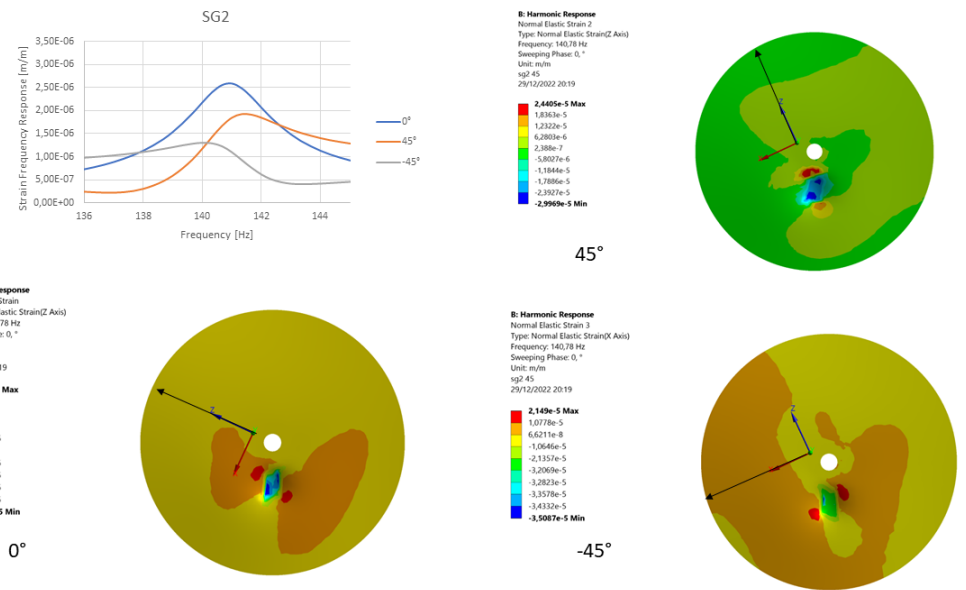 SG2
Strain Frequency Response [m/m]
3,50E-06
3,00E-06
2,50E-06
2,00E-06
1,50E-06
1,00E-06
5,00E-07
0,00E+00
136
138
140
142
144
Frequency [Hz]
0°
45°
-45°
B: Harmonic Response
Normal Elastic Strain 2
Type: Normal Elastic Strain(Z Axis)
Frequency: 140,78 Hz
Sweeping Phase: 0, °
Unit: m/m
sg2 45
29/12/2022 20:19
2,4405e-5 Max
1,8363e-5
1,2322e-5
6,2803e-6
2,388e-7
-5,8027e-6
-1,1844e-5
-1,7886e-5
-2,3927e-5
-2,9969e-5 Min
Z
45°
esponse
Strain
lastic Strain(Z Axis)
78 Hz
e: 0, °
19
Max
5 Min
Z
0°
B: Harmonic Response
Normal Elastic Strain 3
Type: Normal Elastic Strain(X Axis)
Frequency: 140,78 Hz
Sweeping Phase: 0, °
Unit: m/m
sg2 45
29/12/2022 20:19
2,149e-5 Max
1,0778e-5
6,6211e-8
-1,0646e-5
-2,1357e-5
-3,2069e-5
-3,2823e-5
-3,3578e-5
-3,4332e-5
-3,5087e-5 Min
Z
-45°